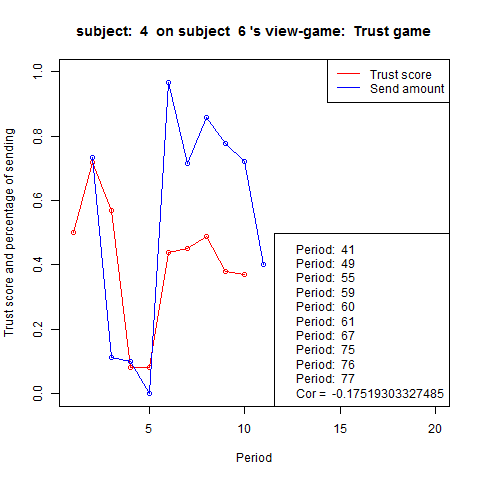 subject:  4  on subject  6 's view-game:  Trust game
Trust score and percentage of sending
1.0
0.8
0.6
0.4
0.2
0.0
Trust score
Send amount
Period:  41
Period:  49
Period:  55
Period:  59
Period:  60
Period:  61
Period:  67
Period:  75
Period:  76
Period:  77
Cor =  -0.17519303327485
5
10
15
20
Period